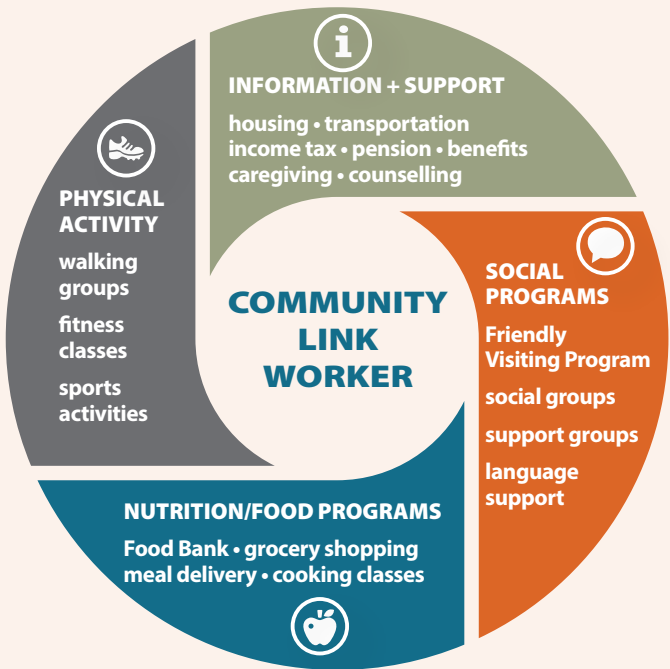 INFORMATION + SUPPORT
housing • transportation
income tax • pension • benefits
caregiving • counselling
PHYSICAL
ACTIVITY
walking
groups
fitness
classes
sports
activities
COMMUNITY
LINK
WORKER
SOCIAL
PROGRAMS
Friendly
Visiting Program
social groups
support groups
language
support
NUTRITION/FOOD PROGRAMS
Food Bank • grocery shopping
meal delivery • cooking classes